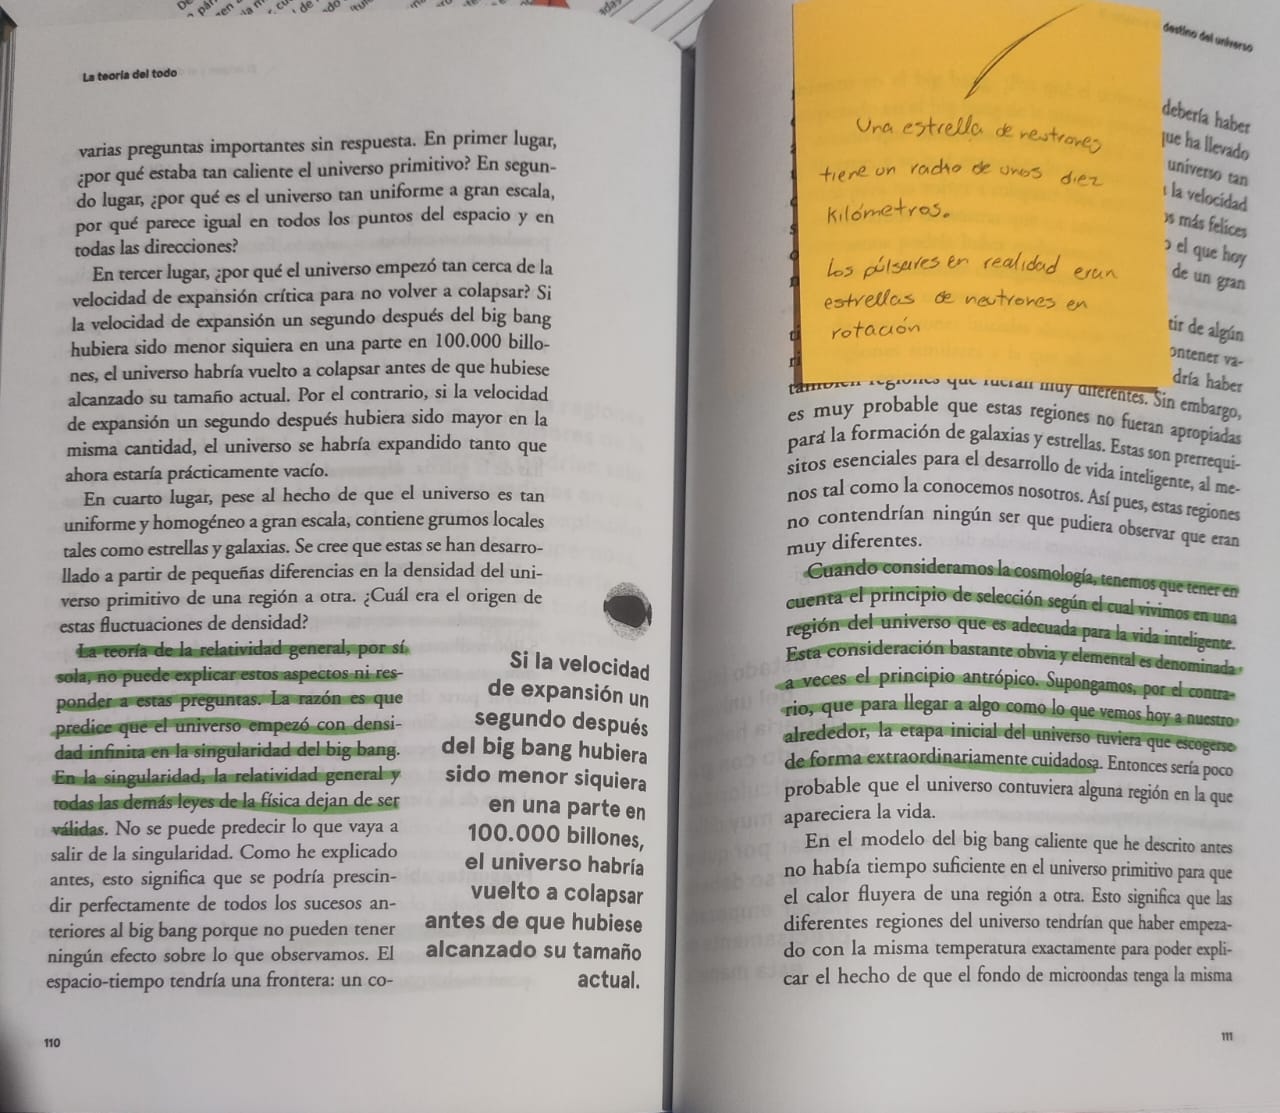 La teoría del todo
varias preguntas importantes sin respuesta. En primer lugar,
¿por qué estaba tan caliente el universo primitivo? En segun-
do lugar, ¿por qué es el universo tan uniforme a gran escala,
por qué parece igual en todos los puntos del espacio y en
todas las direcciones?
En tercer lugar, ¿por qué el universo empezó tan cerca de la
velocidad de expansión crítica para no volver a colapsar? Si
la velocidad de expansión un segundo después del big bang
hubiera sido menor siquiera en una parte en 100.000 billo-
nes, el universo habría vuelto a colapsar antes de que hubiese
alcanzado su tamaño actual. Por el contrario, si la velocidad
de expansión un segundo después hubiera sido mayor en la
misma cantidad, el universo se habría expandido tanto que
ahora estaría prácticamente vacío.
En cuarto lugar, pese al hecho de que el universo es tan
uniforme y homogéneo a gran escala, contiene grumos locales
tales como estrellas y galaxias. Se cree que estas se han desarro-
llado a partir de pequeñas diferencias en la densidad del uni-
verso primitivo de una región a otra. ¿Cuál era el origen de
estas fluctuaciones de densidad?
La teoría de la relatividad general, por sí
sola, no puede explicar estos aspectos ni res-
ponder a estas preguntas. La razón es que
predice que el universo empezó con densi-
dad infinita en la singularidad del big bang.
En la singularidad, la relatividad general y
todas las demás leyes de la física dejan de ser
válidas. No se puede predecir lo que vaya a
salir de la singularidad. Como he explicado
antes, esto significa que se podría prescin-
dir perfectamente de todos los sucesos an-
teriores al big bang porque no pueden tener
ningún efecto sobre lo que observamos. El
espacio-tiempo tendría una frontera: un co-
Si la velocidad
de expansión un
segundo después
del big bang hubiera
sido menor siquiera
en una parte en
100.000 billones,
el universo habría
vuelto a colapsar
antes de que hubiese
alcanzado su tamaño
actual.
110
destino del universo
Una estrella de neutrones
tiene un radio de unos diez
kilómetros.
Los púlsares en realidad eran
estrellas de neutrones en
rotación
debería haber
que ha llevado
universo tan
la velocidad
más felices
el que hoy
de un gran
de algún
también regiones que fueran muy diferentes. Sin embargo,
es muy probable que estas regiones no fueran apropiadas
para la formación de galaxias y estrellas. Estas son prerrequi-
sitos esenciales para el desarrollo de vida inteligente, al me-
nos tal como la conocemos nosotros. Así pues, estas regiones
no contendrían ningún ser que pudiera observar que eran
muy diferentes.
Cuando consideramos la cosmología, tenemos que tener en
cuenta el principio de selección según el cual vivimos en una
región del universo que es adecuada para la vida inteligente.
Esta consideración bastante obvia y elemental es denominada
a veces el principio antrópico. Supongamos, por el contra-
rio, que para llegar a algo como lo que vemos hoy a nuestro
alrededor, la etapa inicial del universo tuviera que escogerse
de forma extraordinariamente cuidadosa. Entonces sería poco
probable que el universo contuviera alguna región en la que
apareciera la vida.
En el modelo del big bang caliente que he descrito antes
no había tiempo suficiente en el universo primitivo para que
el calor fluyera de una región a otra. Esto significa que las
diferentes regiones del universo tendrían que haber empeza-
do con la misma temperatura exactamente para poder expli-
car el hecho de que el fondo de microondas tenga la misma
111